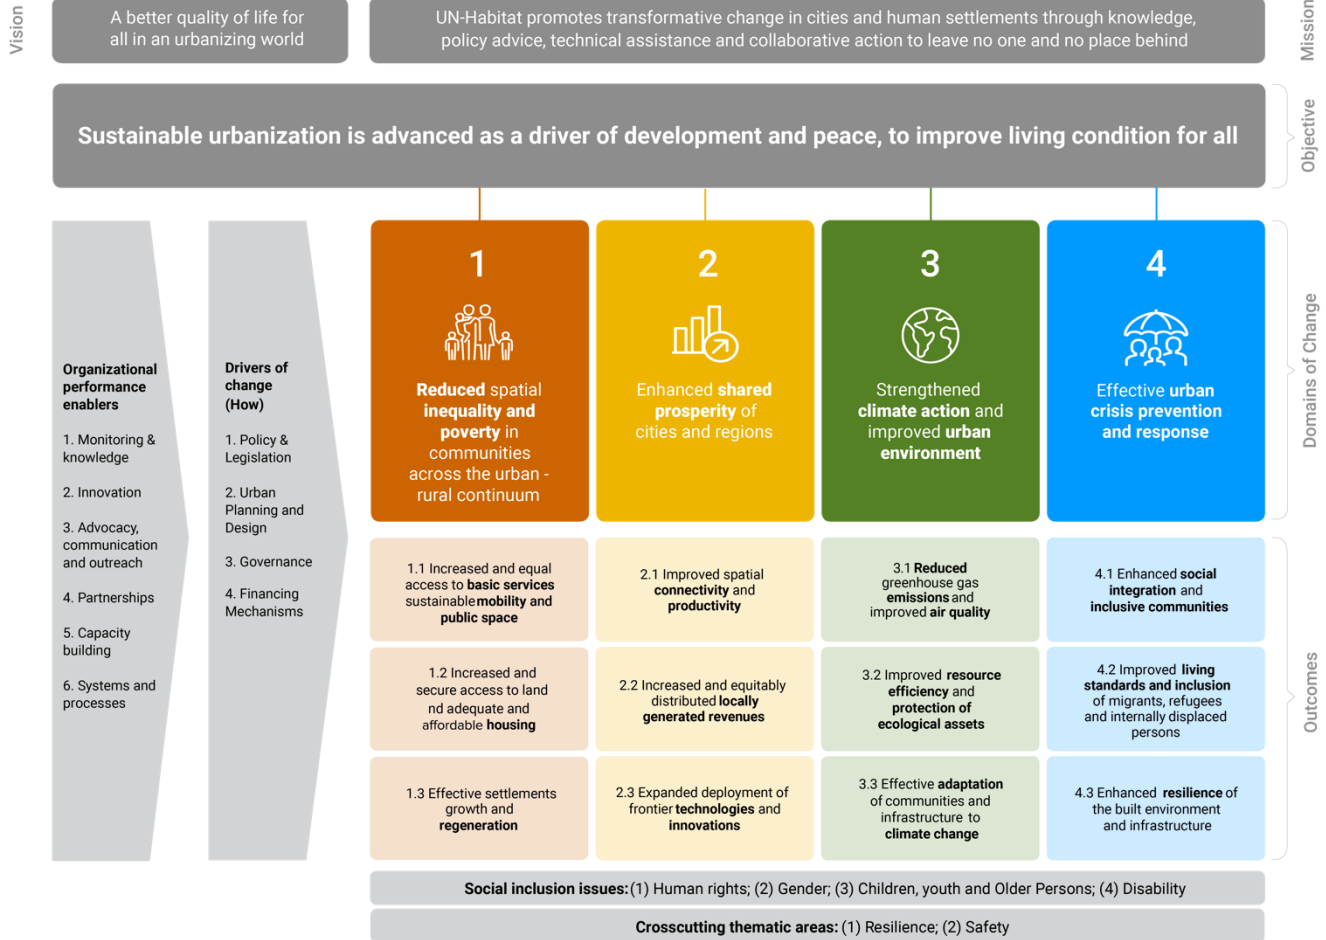 Vision
A better quality of life for
all in an urbanizing world
UN-Habitat promotes transformative change in cities and human settlements through knowledge,
policy advice, technical assistance and collaborative action to leave no one and no place behind
Mission
Sustainable urbanization is advanced as a driver of development and peace, to improve living condition for all
Objective
Organizational
performance
enablers
1. Monitoring &
knowledge
2. Innovation
3. Advocacy,
communication
and outreach
4. Partnerships
5. Capacity
building
6. Systems and
processes
Drivers of
change
(How)
1. Policy &
Legislation
2. Urban
Planning and
Design
3. Governance
4. Financing
Mechanisms
1
Reduced spatial
inequality and
poverty in
communities
across the urban -
rural continuum
2
Enhanced shared
prosperity of
cities and regions
3
Strengthened
climate action and
improved urban
environment
4
Effective urban
crisis prevention
and response
Domains of Change
1.1 Increased and equal
access to basic services
sustainable mobility and
public space
2.1 Improved spatial
connectivity and
productivity
3.1 Reduced
greenhouse gas
emissions and
improved air quality
4.1 Enhanced social
integration and
inclusive communities
1.2 Increased and
secure access to land
nd adequate and
affordable housing
2.2 Increased and equitably
distributed locally
generated revenues
3.2 Improved resource
efficiency and
protection of
ecological assets
4.2 Improved living
standards and inclusion
of migrants, refugees
and internally displaced
persons
1.3 Effective settlements
growth and
regeneration
2.3 Expanded deployment of
frontier technologies and
innovations
3.3 Effective adaptation
of communities and
infrastructure to
climate change
4.3 Enhanced resilience of
the built environment
and infrastructure
Outcomes
Social inclusion issues: (1) Human rights; (2) Gender; (3) Children, youth and Older Persons; (4) Disability
Crosscutting thematic areas: (1) Resilience; (2) Safety